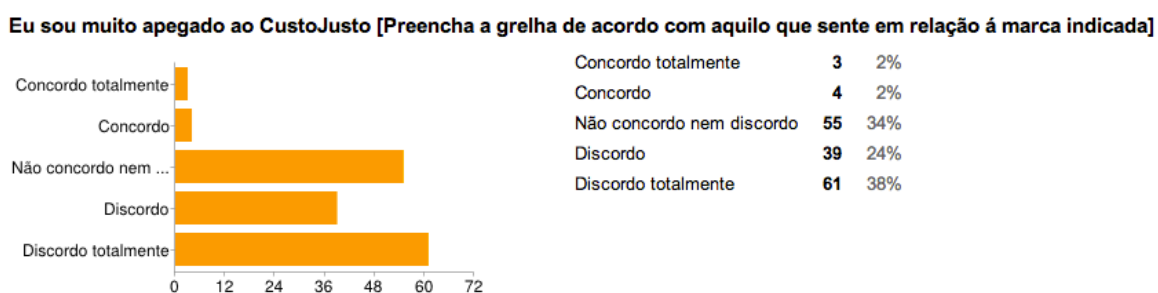 Eu sou muito apegado ao CustoJusto [Preencha a grelha de acordo com aquilo que sente em relação á marca indicada]
Concordo totalmente
Concordo
Não concordo nem ...
Discordo
Discordo totalmente
0 12 24 36 48 60 72
Concordo totalmente 3 2%
Concordo 4 2%
Não concordo nem discordo 55 34%
Discordo 39 24%
Discordo totalmente 61 38%